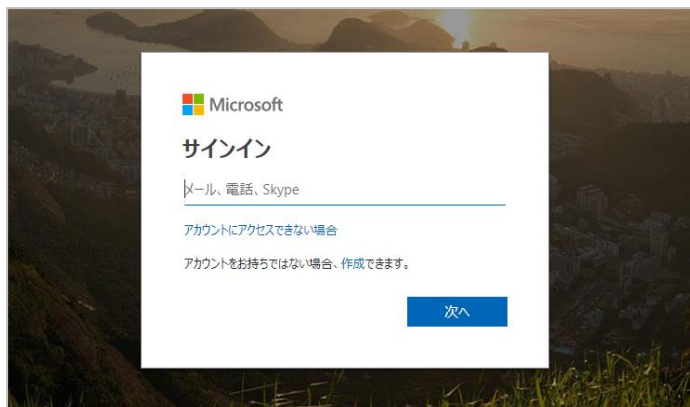 Microsoft
サインイン
メール、電話、Skype
アカウントにアクセスできない場合
アカウントをお持ちではない場合、作成できます。
次へ